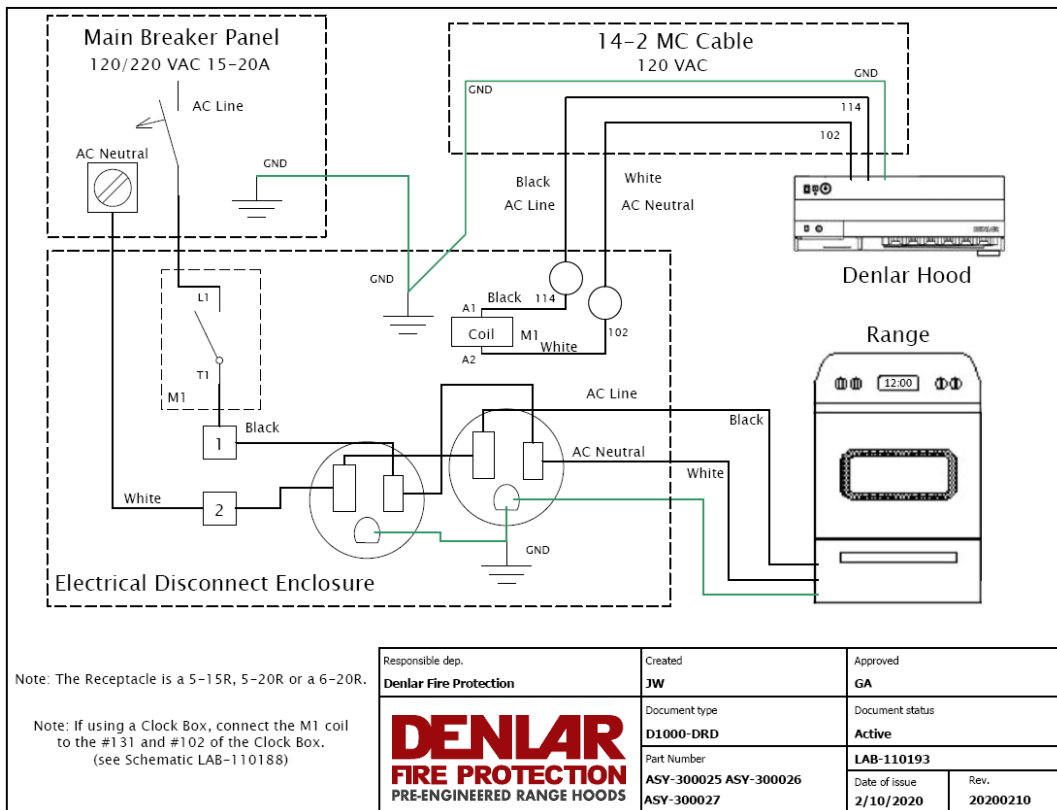 Main Breaker Panel
120/220 VAC 15-20A
AC Line
AC Neutral
GND
14-2 MC Cable
120 VAC
GND
GND
114
102
Black
AC Line
White
AC Neutral
DENLAR
Denlar Hood
GND
L1
T1
M1
A1
Black
114
Coil
M1
A2
White
102
Range
12:00
AC Line
Black
1
Black
AC Neutral
White
White
2
GND
Electrical Disconnect Enclosure
Note: The Receptacle is a 5-15R, 5-20R or a 6-20R.
Note: If using a Clock Box, connect the M1 coil
to the #131 and #102 of the Clock Box.
(see Schematic LAB-110188)
Responsible dep.
Denlar Fire Protection
Created
JW
Approved
GA
DENLAR
FIRE PROTECTION
PRE-ENGINEERED RANGE HOODS
Document type
D1000-DRD
Document status
Active
Part Number
ASY-300025 ASY-300026
ASY-300027
LAB-110193
Date of issue
2/10/2020
Rev.
20200210